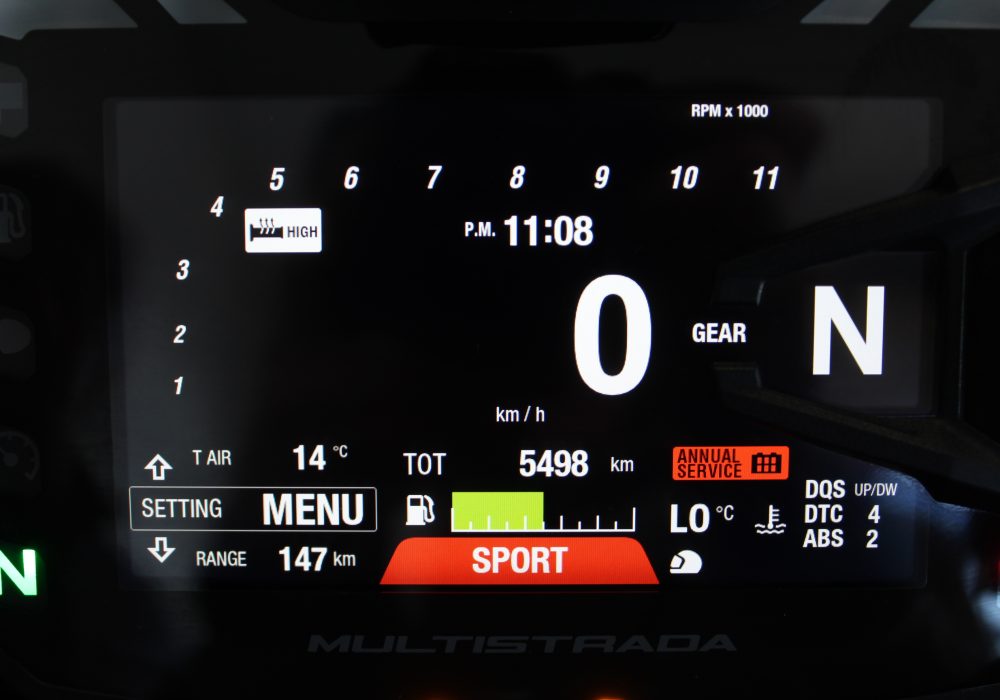 RPM x 1000
5 6 7 8 9 10 11
4
HIGH
P.M. 11:08
3
2
1
0
km / h
GEAR
N
T AIR 14 °C
SETTING MENU
RANGE 147 km
TOT 5498 km
SPORT
ANNUAL
SERVICE
LO °C
DQS UP/DW
DTC 4
ABS 2
N
MULTISTRADA